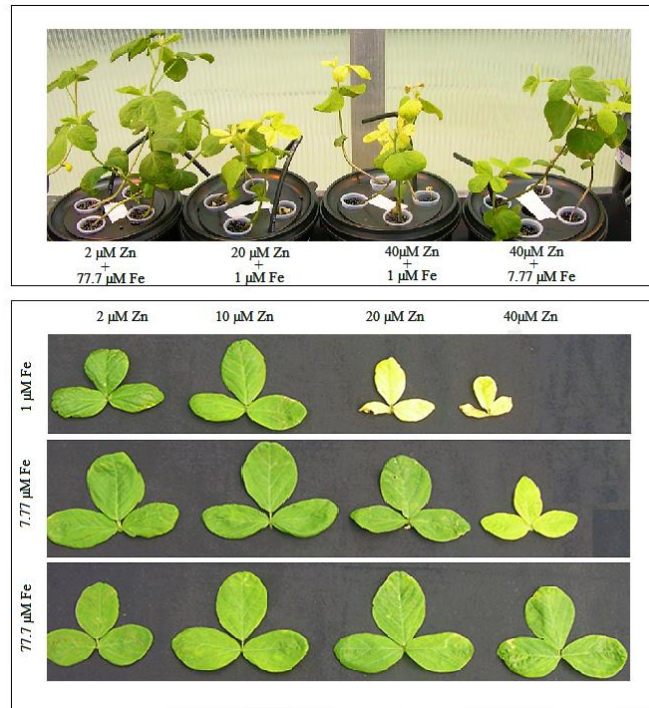 2 µM Zn + 77.7 µM Fe
20 µM Zn + 1 µM Fe
40µM Zn + 1 µM Fe
40µM Zn + 7.77 µM Fe
2 µM Zn 10 µM Zn 20 µM Zn 40µM Zn
1 µM Fe
7.77 µM Fe
77.7 µM Fe